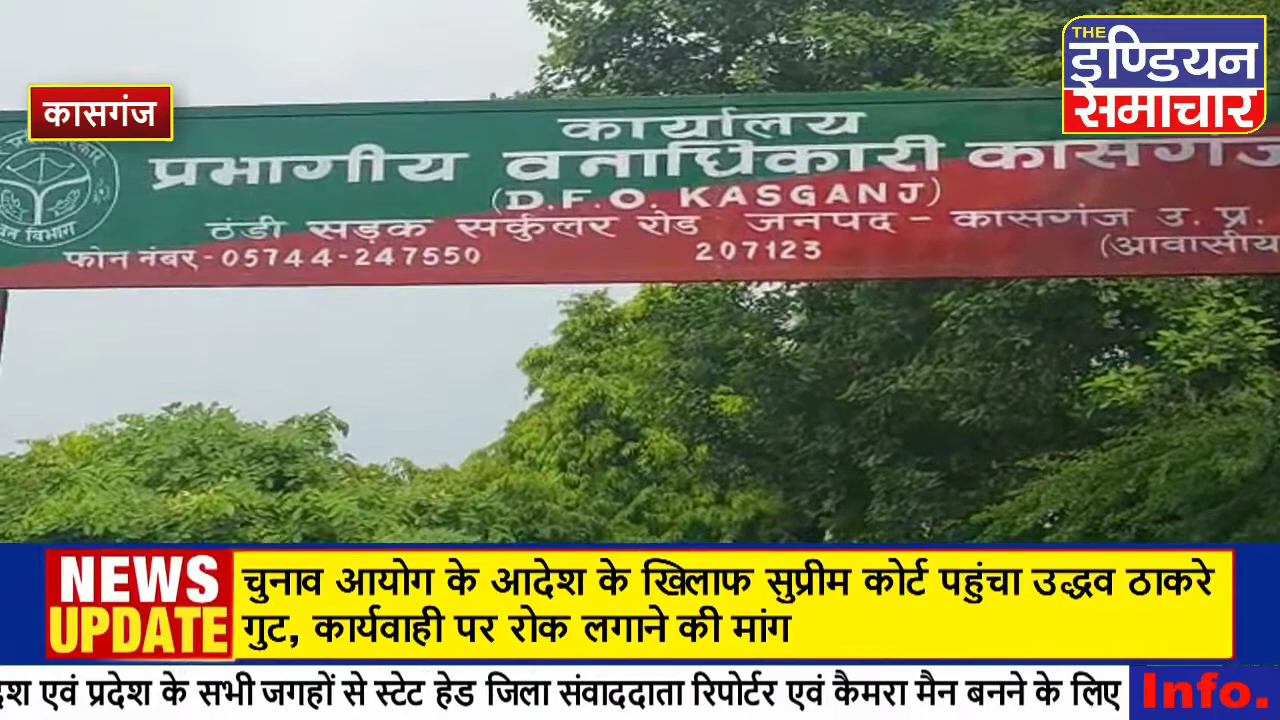 THE
इण्डियन
समाचार
कासगंज
कार्यालय
प्रभागीय वनाधिकारी कासगंज
(D.F.O. KASGANJ)
ठंडी सड़क सर्कुलर रोड जनपद - कासगंज उ. प्र.
फोन नंबर - 05744-247550 207123 (आवासीय
वन विभाग
NEWS
UPDATE
चुनाव आयोग के आदेश के खिलाफ सुप्रीम कोर्ट पहुंचा उद्धव ठाकरे
गुट, कार्यवाही पर रोक लगाने की मांग
एवं प्रदेश के सभी जगहों से स्टेट हेड जिला संवाददाता रिपोर्टर एवं कैमरा मैन बनने के लिए
Info.